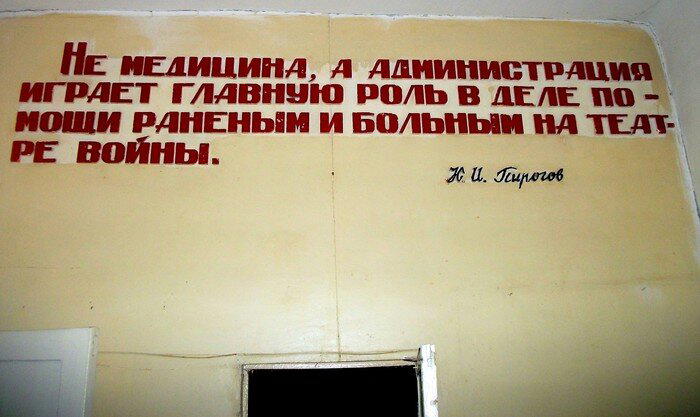 Не медицина, а администрация
играет главную роль в деле по-
мощи раненым и больным на теат-
ре войны.
Н. И. Пирогов